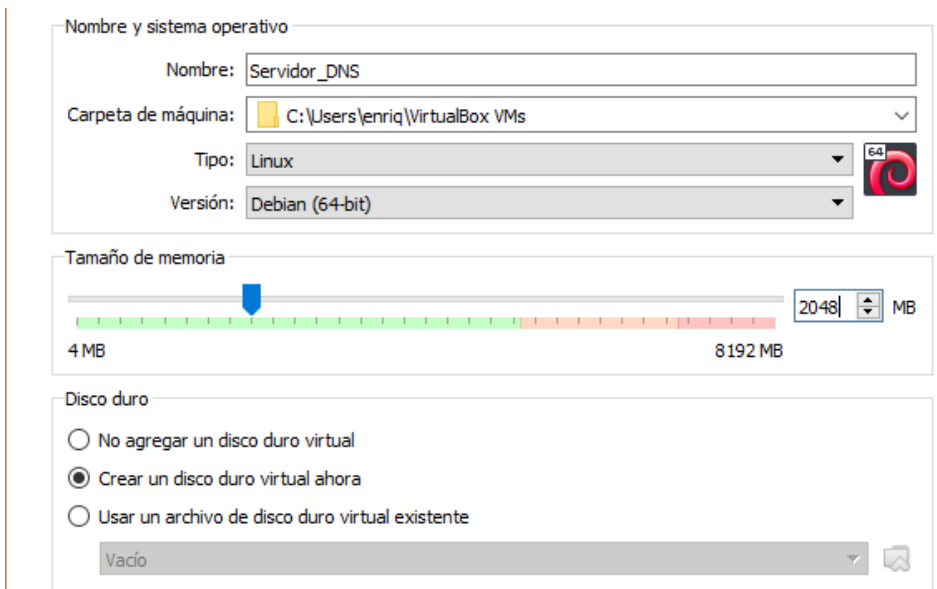 Nombre y sistema operativo
Nombre: Servidor_DNS
Carpeta de máquina: C:\Users\enriq\VirtualBox VMs
Tipo: Linux
64
Versión: Debian (64-bit)
Tamaño de memoria
2048 MB
4 MB 8192 MB
Disco duro
No agregar un disco duro virtual
Crear un disco duro virtual ahora
Usar un archivo de disco duro virtual existente
Vacío